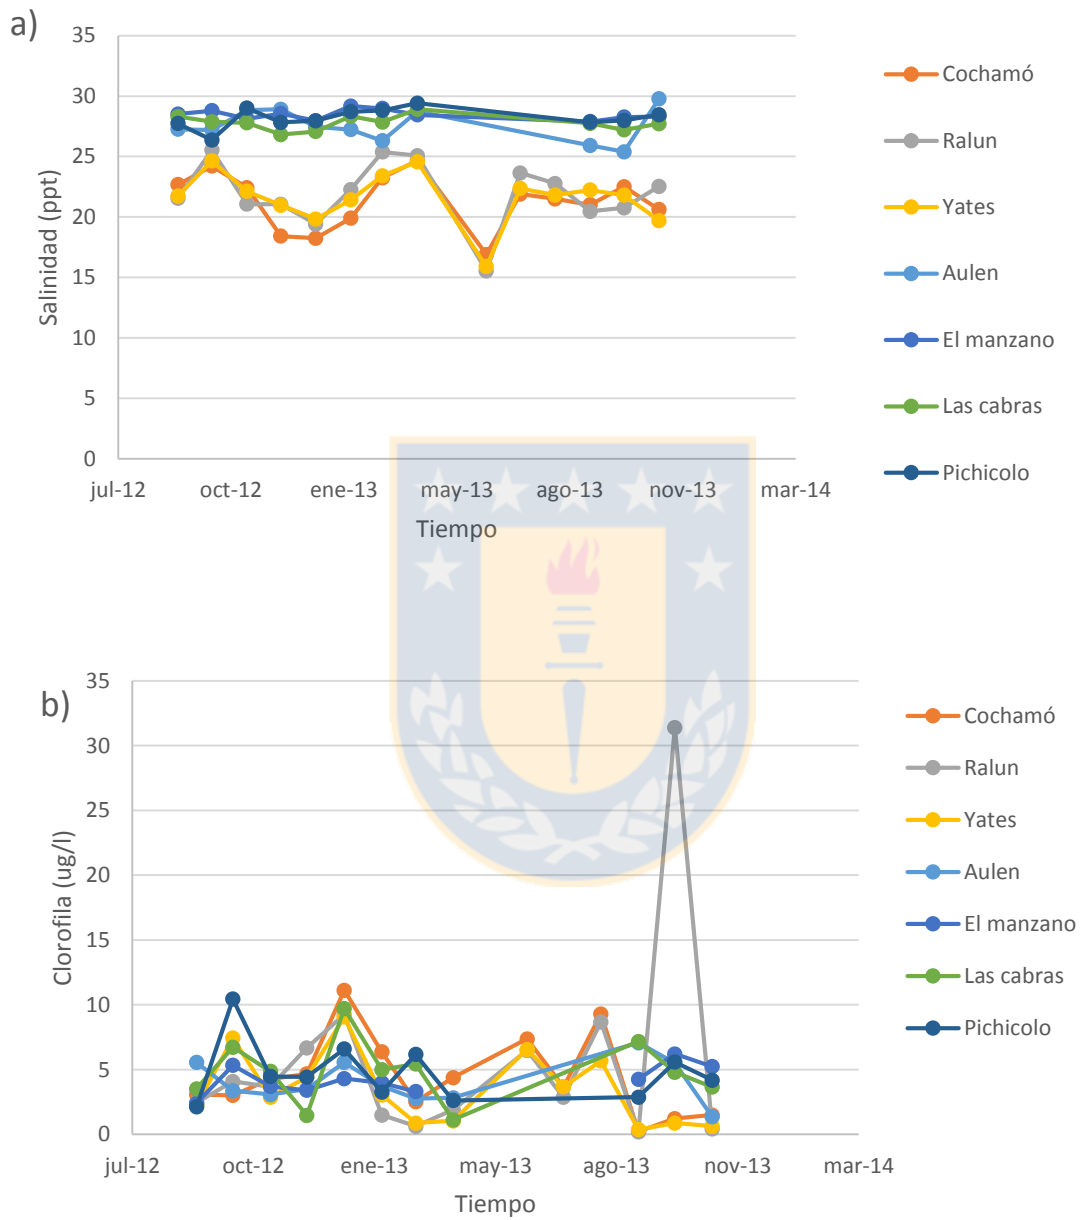 a)
35
30
25
20
15
10
5
0
Salinidad (ppt)
jul-12 oct-12 ene-13 may-13 ago-13 nov-13 mar-14
Tiempo
Cochamó
Ralun
Yates
Aulen
El manzano
Las cabras
Pichicolo
b)
35
30
25
20
15
10
5
0
Clorofila (ug/l)
jul-12 oct-12 ene-13 may-13 ago-13 nov-13 mar-14
Tiempo
Cochamó
Ralun
Yates
Aulen
El manzano
Las cabras
Pichicolo